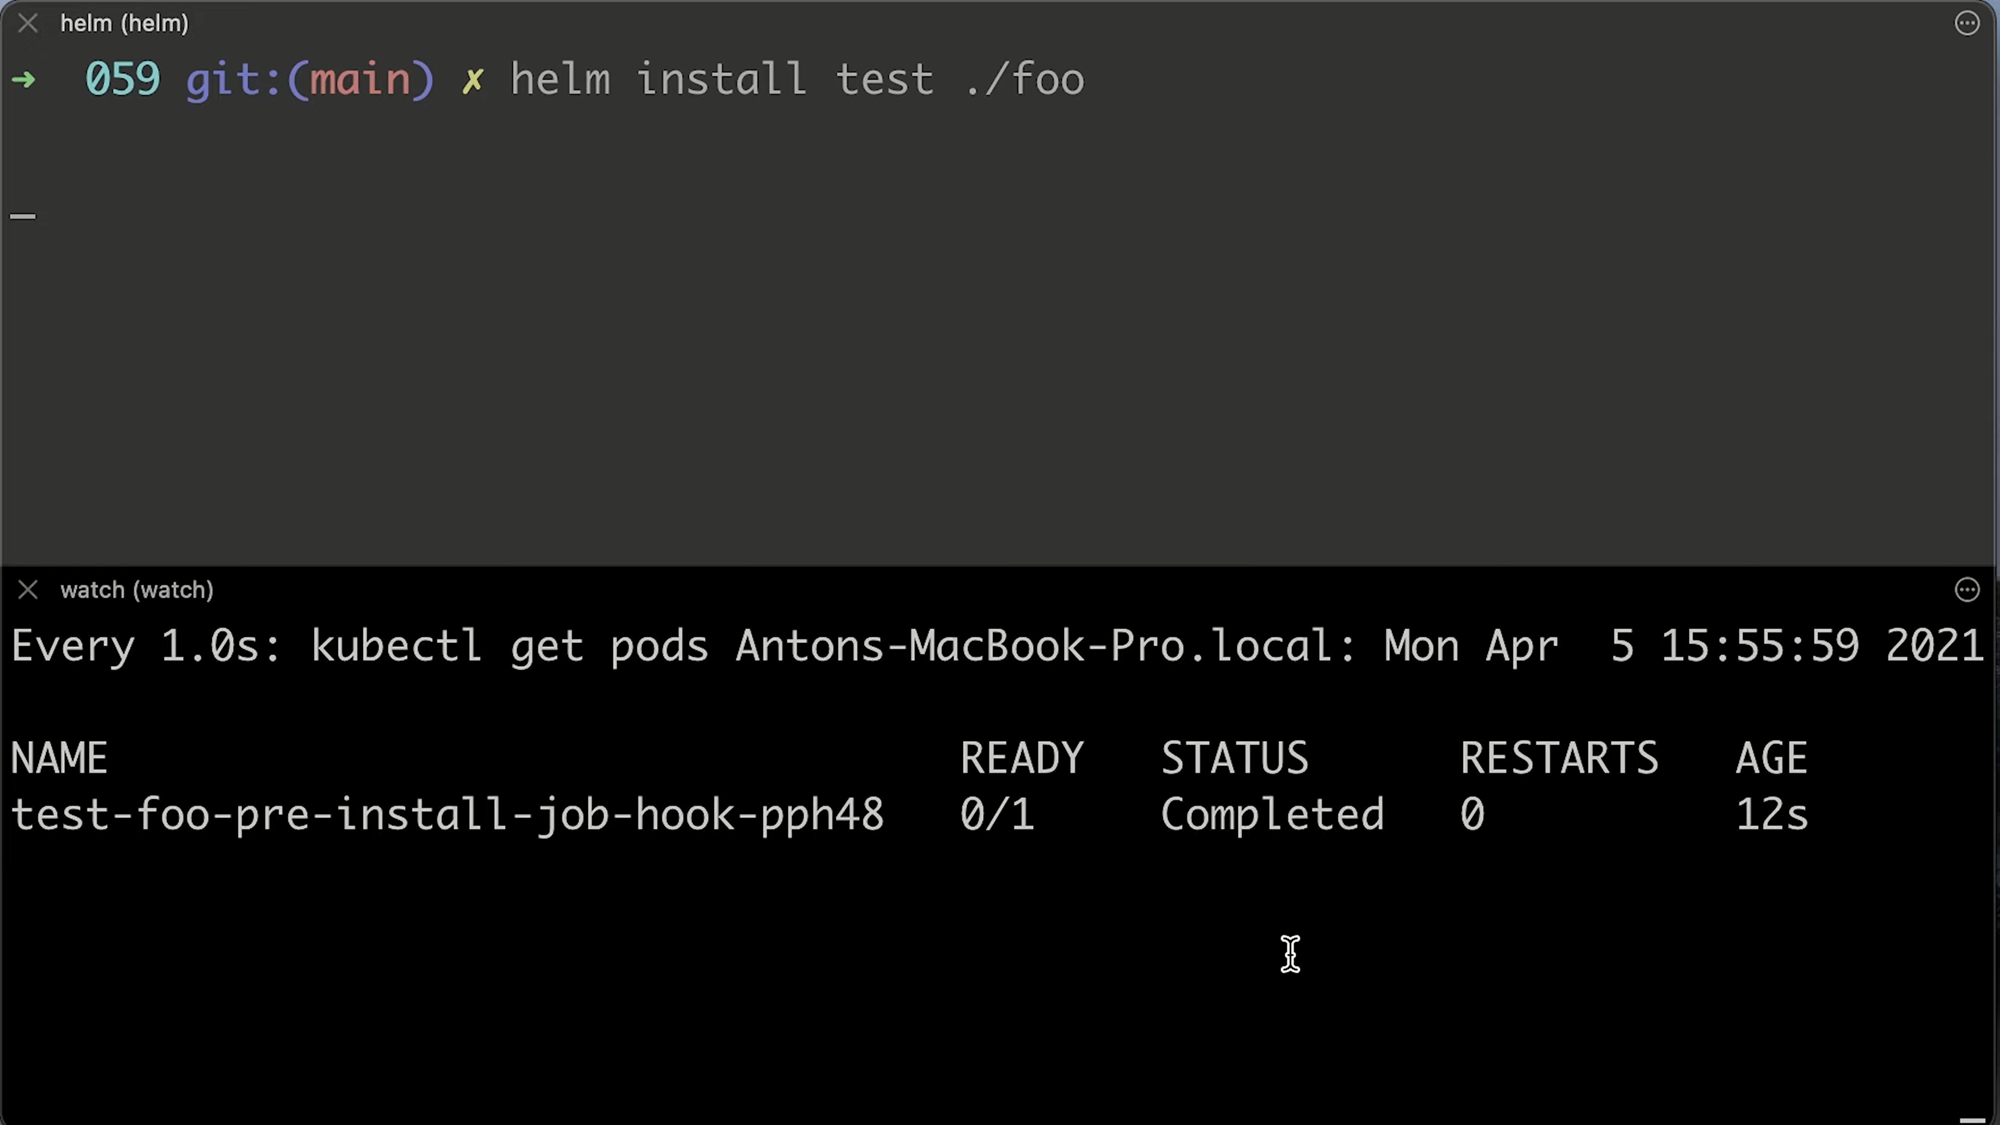 helm (helm)
➜ 059 git:(main) ✗ helm install test ./foo
watch (watch)
Every 1.0s: kubectl get pods Antons-MacBook-Pro.local: Mon Apr  5 15:55:59 2021
NAME READY STATUS RESTARTS AGE
test-foo-pre-install-job-hook-pph48 0/1 Completed 0 12s